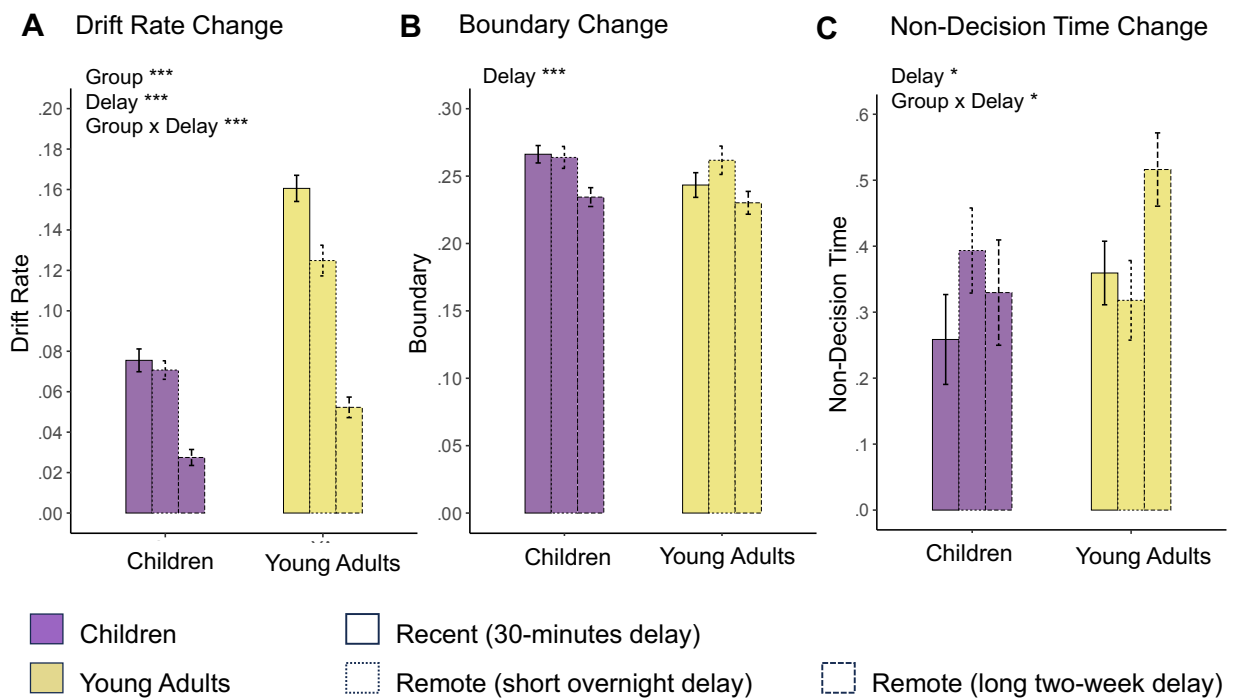 A Drift Rate Change
Group ***
Delay ***
Group x Delay ***
Drift Rate
.20
.18
.16
.14
.12
.10
.08
.06
.04
.02
.00
Children
Young Adults
B Boundary Change
Delay ***
Boundary
.30
.25
.20
.15
.10
.05
.00
Children
Young Adults
C Non-Decision Time Change
Delay *
Group x Delay *
Non-Decision Time
.6
.5
.4
.3
.2
.1
.0
Children
Young Adults
Children
Recent (30-minutes delay)
Young Adults
Remote (short overnight delay)
Remote (long two-week delay)